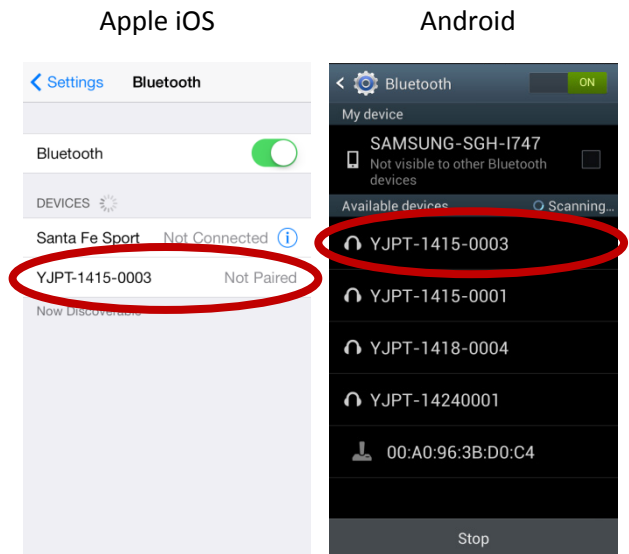 Apple iOS
Settings Bluetooth
Bluetooth
DEVICES
Santa Fe Sport Not Connected i
YJPT-1415-0003 Not Paired
Now Discoverable
Android
Bluetooth ON
My device
SAMSUNG-SGH-I747
Not visible to other Bluetooth
devices
Available devices Scanning...
YJPT-1415-0003
YJPT-1415-0001
YJPT-1418-0004
YJPT-14240001
00:A0:96:3B:D0:C4
Stop